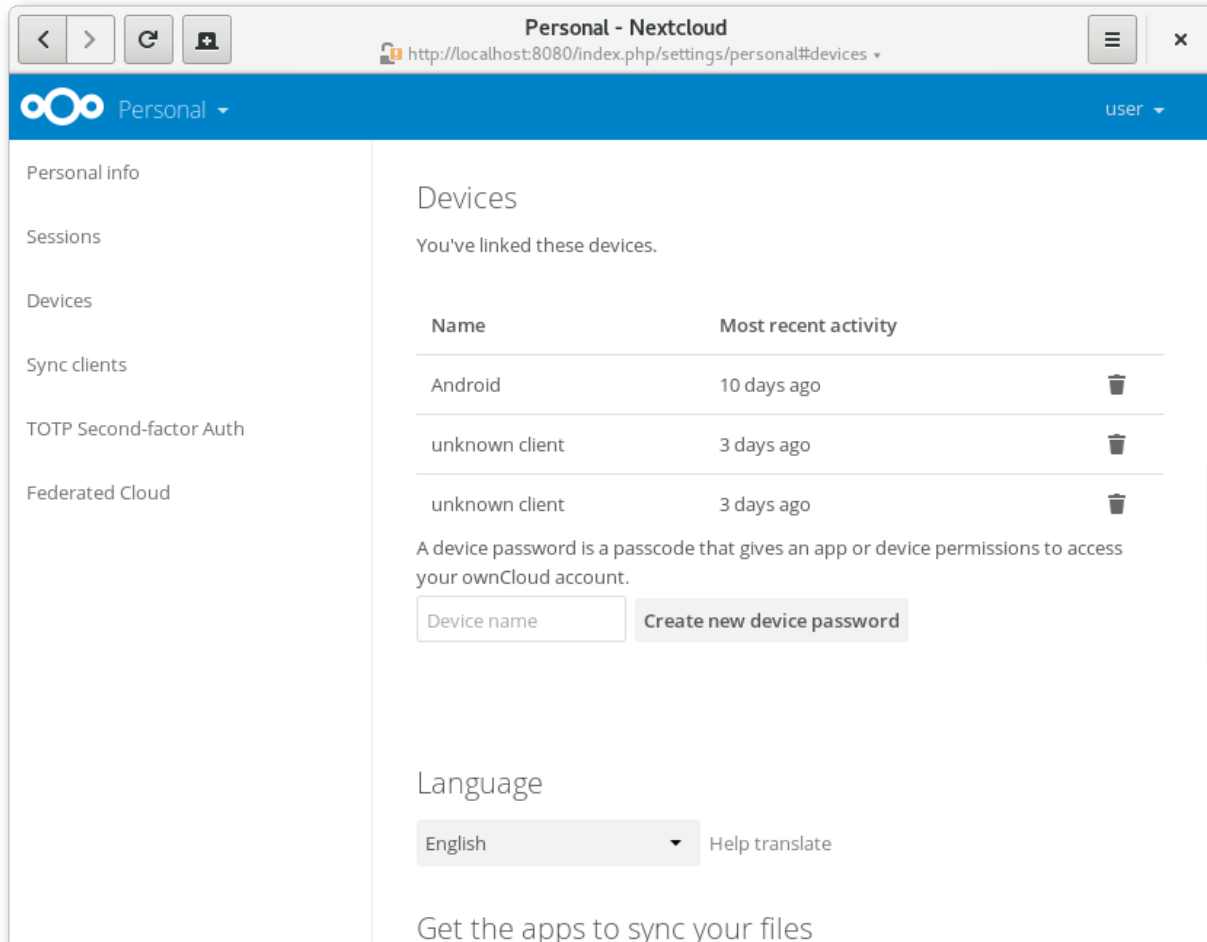 Personal - Nextcloud
http://localhost:8080/index.php/settings/personal#devices
Personal
user
Personal info
Sessions
Devices
Sync clients
TOTP Second-factor Auth
Federated Cloud
Devices
You've linked these devices.
Name Most recent activity
Android 10 days ago
unknown client 3 days ago
unknown client 3 days ago
A device password is a passcode that gives an app or device permissions to access
your ownCloud account.
Device name Create new device password
Language
English Help translate
Get the apps to sync your files